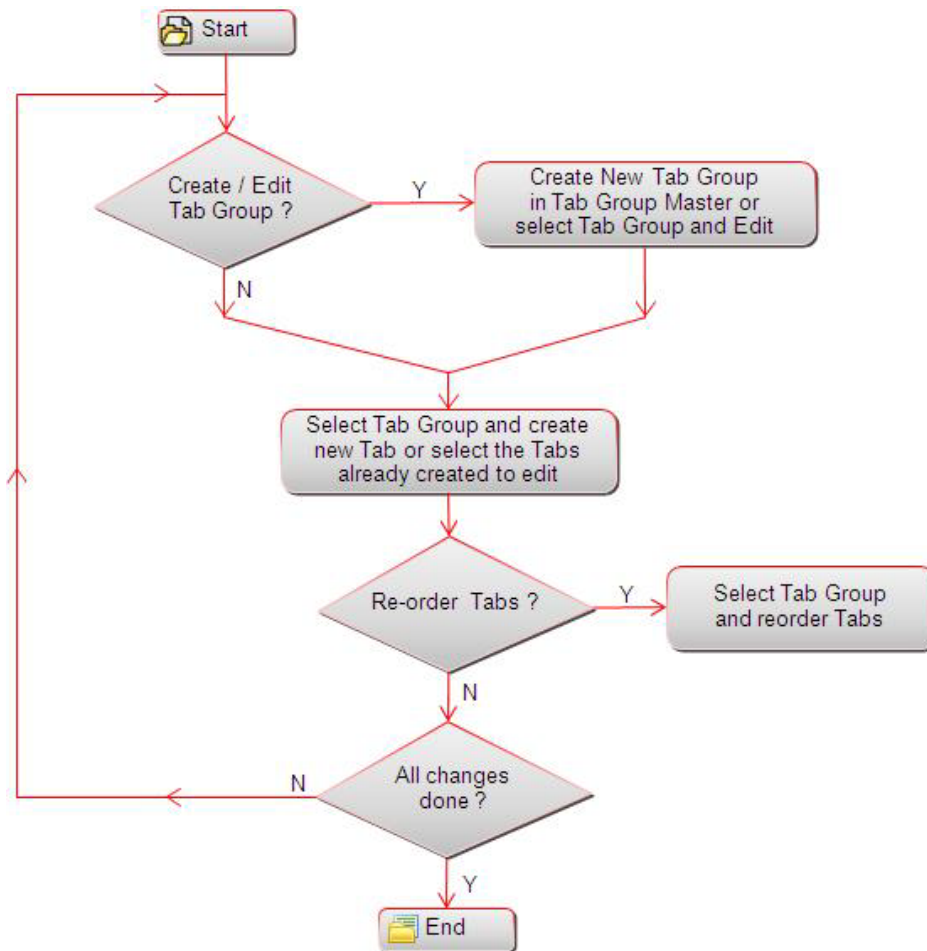 Start
Create / Edit
Tab Group ?
Y
Create New Tab Group
in Tab Group Master or
select Tab Group and Edit
N
Select Tab Group and create
new Tab or select the Tabs
already created to edit
Re-order Tabs ?
Y
Select Tab Group
and reorder Tabs
N
All changes
done ?
N
Y
End